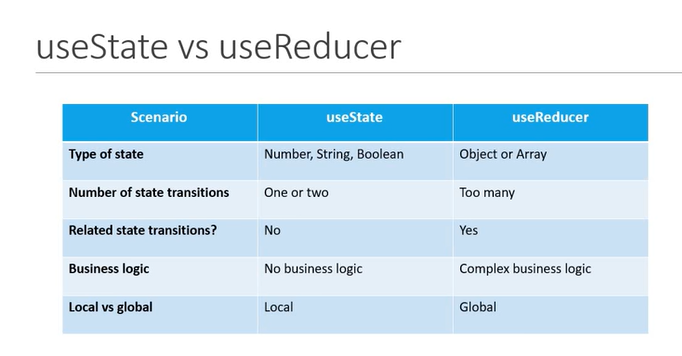 useState vs useReducer
Scenario useState useReducer
Type of state Number, String, Boolean Object or Array
Number of state transitions One or two Too many
Related state transitions? No Yes
Business logic No business logic Complex business logic
Local vs global Local Global